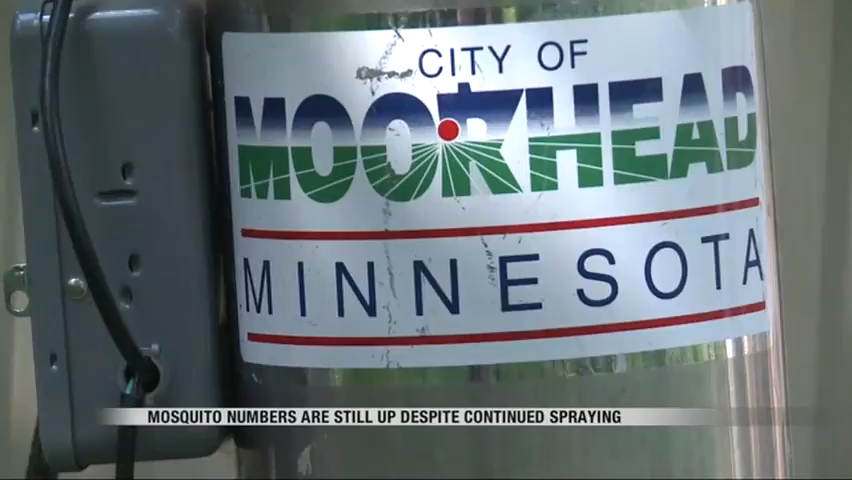 CITY OF
MOORHEAD
MINNESOTA
MOSQUITO NUMBERS ARE STILL UP DESPITE CONTINUED SPRAYING